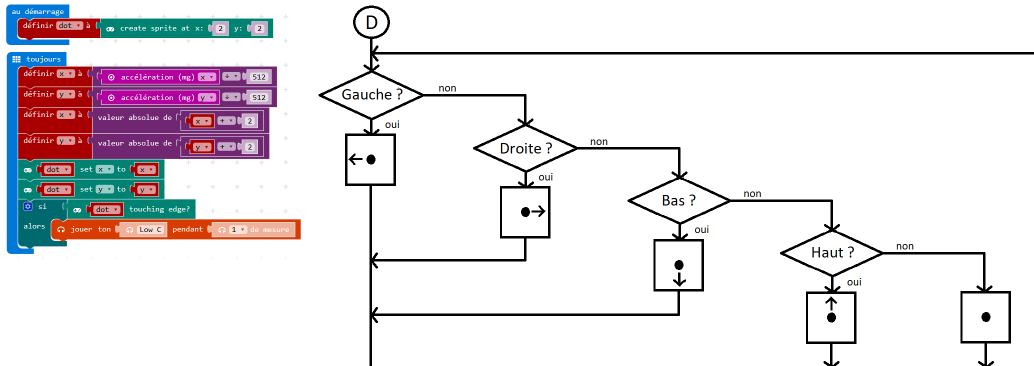 au démarrage
définir dot à create sprite at x: 2 y: 2
toujours
définir x à accélération (mg) x ÷ 512
définir y à accélération (mg) y ÷ 512
définir x à valeur absolue de x + 2
définir y à valeur absolue de y + 2
dot set x to x
dot set y to y
si dot touching edge?
alors jouer ton Low C pendant 1 de mesure
D
Gauche ? non
oui
Droite ? non
oui
Bas ? non
oui
Haut ? non
oui